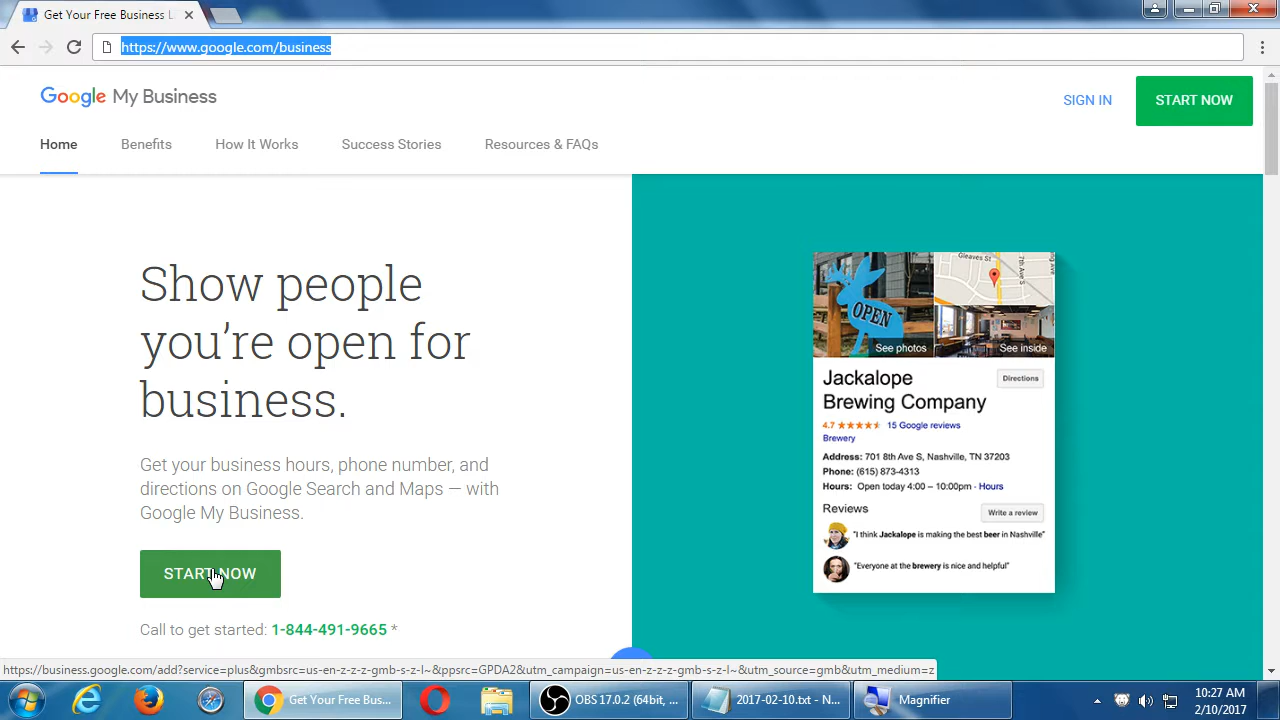 Get Your Free Business L
https://www.google.com/business
Google My Business
SIGN IN
START NOW
Home
Benefits
How It Works
Success Stories
Resources & FAQs
Show people
you're open for
business.
Get your business hours, phone number, and
directions on Google Search and Maps — with
Google My Business.
START NOW
Call to get started: 1-844-491-9665 *
Gleaves St
7th Ave S
ng ave
OPEN
See photos
See inside
Jackalope
Brewing Company
Directions
4.7
15 Google reviews
Brewery
Address: 701 8th Ave S, Nashville, TN 37203
Phone: (615) 873-4313
Hours: Open today 4:00 – 10:00pm · Hours
Reviews
Write a review
"I think Jackalope is making the best beer in Nashville"
"Everyone at the brewery is nice and helpful"
https://business.google.com/add?service=plus&gmbsrc=us-en-z-z-z-gmb-s-z-l~&ppsrc=GPDA2&utm_campaign=us-en-z-z-z-gmb-s-z-l~&utm_source=gmb&utm_medium=z
Get Your Free Bus...
OBS 17.0.2 (64bit, ...
2017-02-10.txt - N...
Magnifier
10:27 AM
2/10/2017